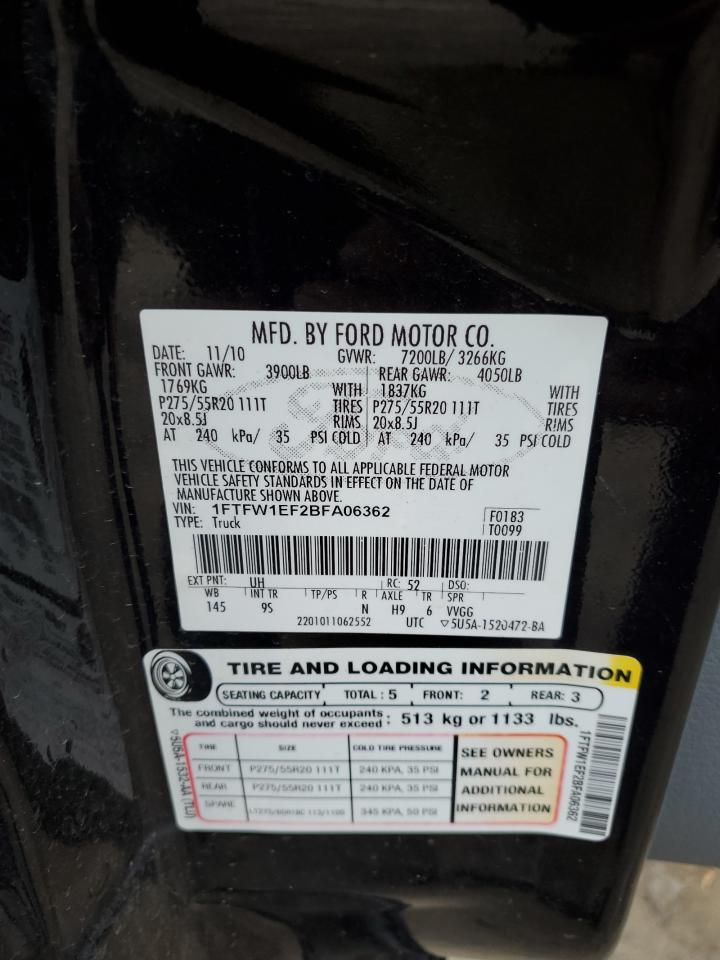 MFD. BY FORD MOTOR CO.
DATE: 11/10 GVWR: 7200LB/ 3266KG
FRONT GAWR: 3900LB REAR GAWR: 4050LB
1769KG WITH 1837KG WITH
P275/55R20 111T TIRES P275/55R20 111T TIRES
20x8.5J RIMS 20x8.5J RIMS
AT 240 kPa/ 35 PSI COLD AT 240 kPa/ 35 PSI COLD
THIS VEHICLE CONFORMS TO ALL APPLICABLE FEDERAL MOTOR
VEHICLE SAFETY STANDARDS IN EFFECT ON THE DATE OF
MANUFACTURE SHOWN ABOVE.
VIN: 1FTFW1EF2BFA06362 F0183
TYPE: Truck T0099
EXT PNT: UH RC: 52 DSO:
WB INT TR TP/PS R AXLE TR SPR
145 9S N H9 6 VVGG
2201011062552 UTC ▽5U5A-1520472-BA
TIRE AND LOADING INFORMATION
SEATING CAPACITY TOTAL : 5 FRONT: 2 REAR: 3
The combined weight of occupants
and cargo should never exceed : 513 kg or 1133 lbs.
TIRE SIZE COLD TIRE PRESSURE
FRONT P275/55R20 111T 240 KPA, 35 PSI
REAR P275/55R20 111T 240 KPA, 35 PSI
SPARE 345 KPA, 50 PSI
SEE OWNERS
MANUAL FOR
ADDITIONAL
INFORMATION
▽5U5A-1532-AA (TLU)
1FTFW1EF2BFA06362